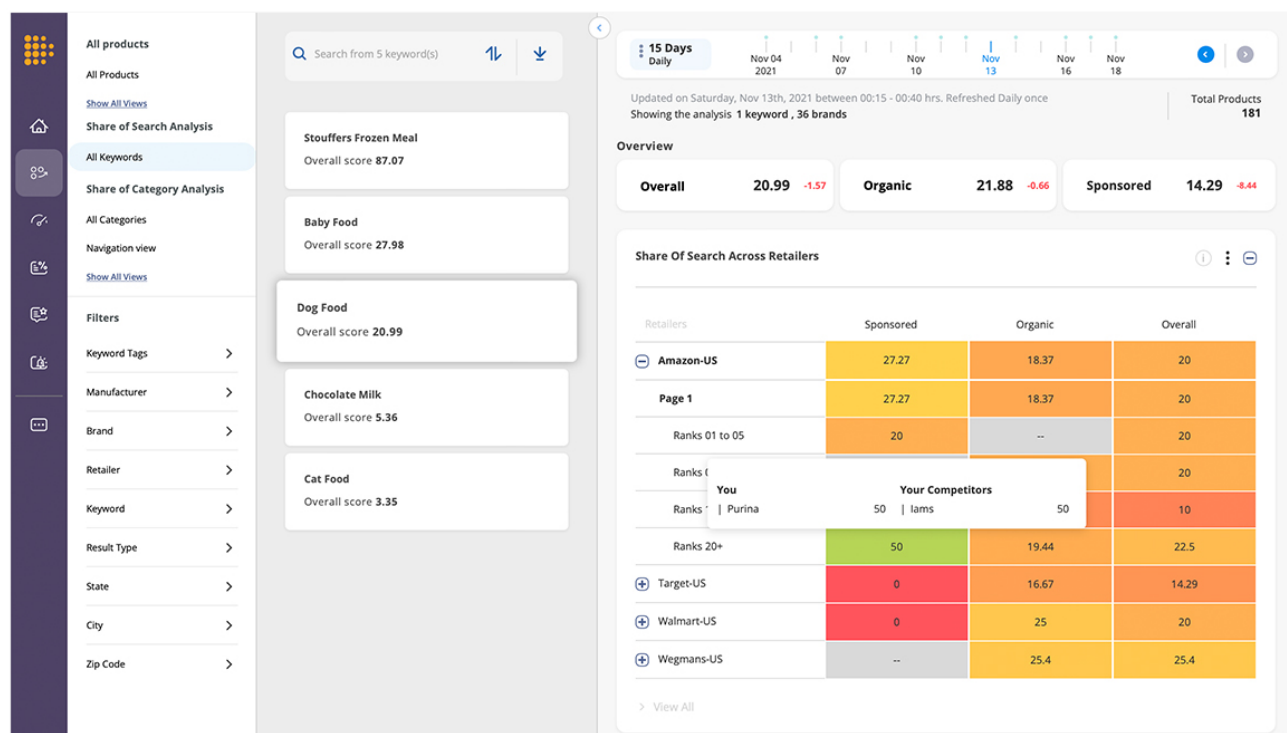 All products
All Products
Show All Views
Share of Search Analysis
All Keywords
Share of Category Analysis
All Categories
Navigation view
Show All Views
Filters
Keyword Tags
Manufacturer
Brand
Retailer
Keyword
Result Type
State
City
Zip Code
Search from 5 keyword(s)
Stouffers Frozen Meal
Overall score 87.07
Baby Food
Overall score 27.98
Dog Food
Overall score 20.99
Chocolate Milk
Overall score 5.36
Cat Food
Overall score 3.35
15 Days
Daily
Nov 04 Nov Nov Nov Nov Nov
2021 07 10 13 16 18
Updated on Saturday, Nov 13th, 2021 between 00:15 - 00:40 hrs. Refreshed Daily once
Showing the analysis 1 keyword , 36 brands
Total Products
181
Overview
Overall 20.99 -1.57
Organic 21.88 -0.66
Sponsored 14.29 -8.44
Share Of Search Across Retailers
Retailers Sponsored Organic Overall
Amazon-US 27.27 18.37 20
Page 1 27.27 18.37 20
Ranks 01 to 05 20 -- 20
Ranks 20
You Your Competitors
| Purina 50 | Iams 50
Ranks 10
Ranks 20+ 50 19.44 22.5
Target-US 0 16.67 14.29
Walmart-US 0 25 20
Wegmans-US -- 25.4 25.4
View All